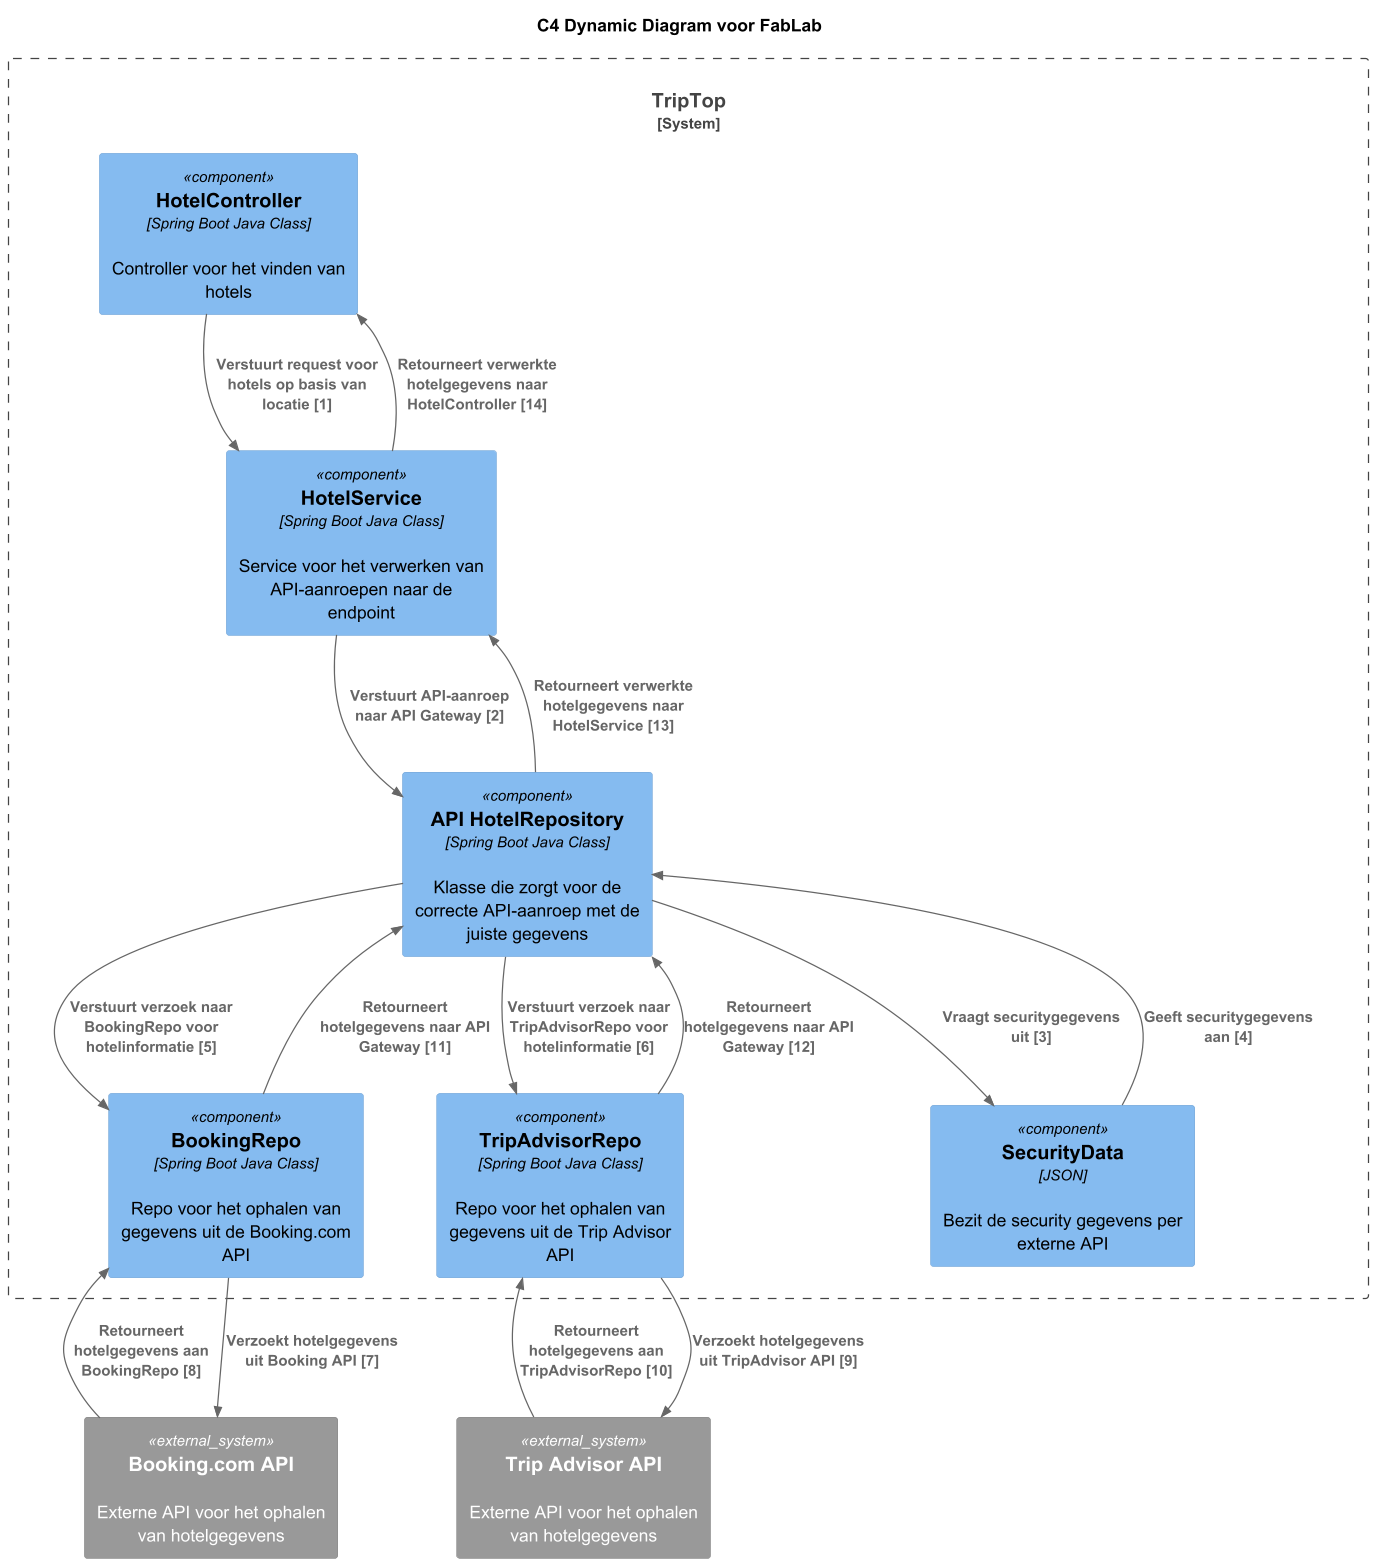 C4 Dynamic Diagram voor FabLab
TripTop
[System]
«component»
HotelController
[Spring Boot Java Class]
Controller voor het vinden van
hotels
Verstuurt request voor
hotels op basis van
locatie [1]
Retourneert verwerkte
hotelgegevens naar
HotelController [14]
«component»
HotelService
[Spring Boot Java Class]
Service voor het verwerken van
API-aanroepen naar de
endpoint
Verstuurt API-aanroep
naar API Gateway [2]
Retourneert verwerkte
hotelgegevens naar
HotelService [13]
«component»
API HotelRepository
[Spring Boot Java Class]
Klasse die zorgt voor de
correcte API-aanroep met de
juiste gegevens
Verstuurt verzoek naar
BookingRepo voor
hotelinformatie [5]
Retourneert
hotelgegevens naar API
Gateway [11]
Verstuurt verzoek naar
TripAdvisorRepo voor
hotelinformatie [6]
Retourneert
hotelgegevens naar API
Gateway [12]
Vraagt securitygegevens
uit [3]
Geeft securitygegevens
aan [4]
«component»
BookingRepo
[Spring Boot Java Class]
Repo voor het ophalen van
gegevens uit de Booking.com
API
«component»
TripAdvisorRepo
[Spring Boot Java Class]
Repo voor het ophalen van
gegevens uit de Trip Advisor
API
«component»
SecurityData
[JSON]
Bezit de security gegevens per
externe API
Retourneert
hotelgegevens aan
BookingRepo [8]
Verzoekt hotelgegevens
uit Booking API [7]
Retourneert
hotelgegevens aan
TripAdvisorRepo [10]
Verzoekt hotelgegevens
uit TripAdvisor API [9]
«external_system»
Booking.com API
Externe API voor het ophalen
van hotelgegevens
«external_system»
Trip Advisor API
Externe API voor het ophalen
van hotelgegevens